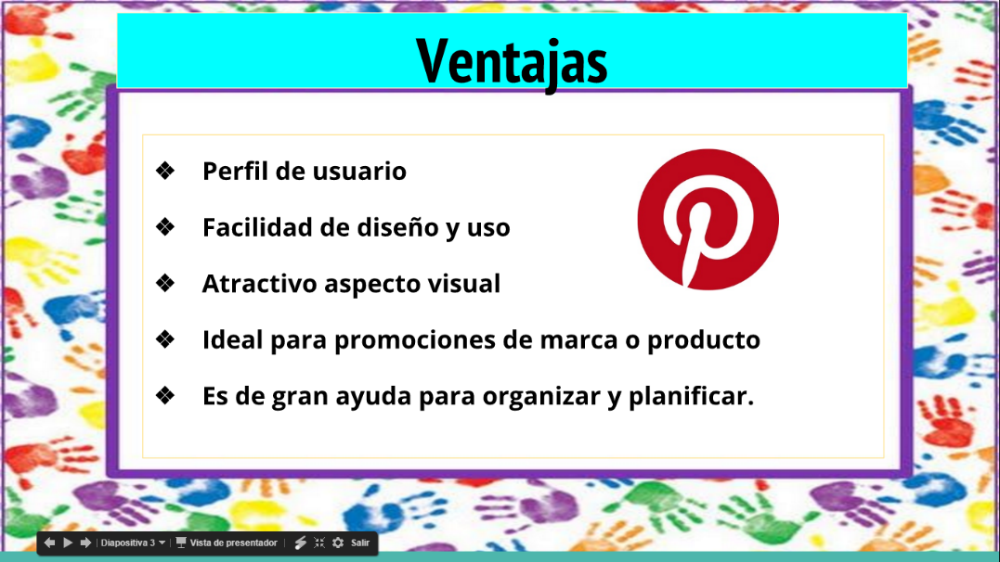 Ventajas
❖ Perfil de usuario
❖ Facilidad de diseño y uso
❖ Atractivo aspecto visual
❖ Ideal para promociones de marca o producto
❖ Es de gran ayuda para organizar y planificar.
Diapositiva 3 Vista de presentador Salir